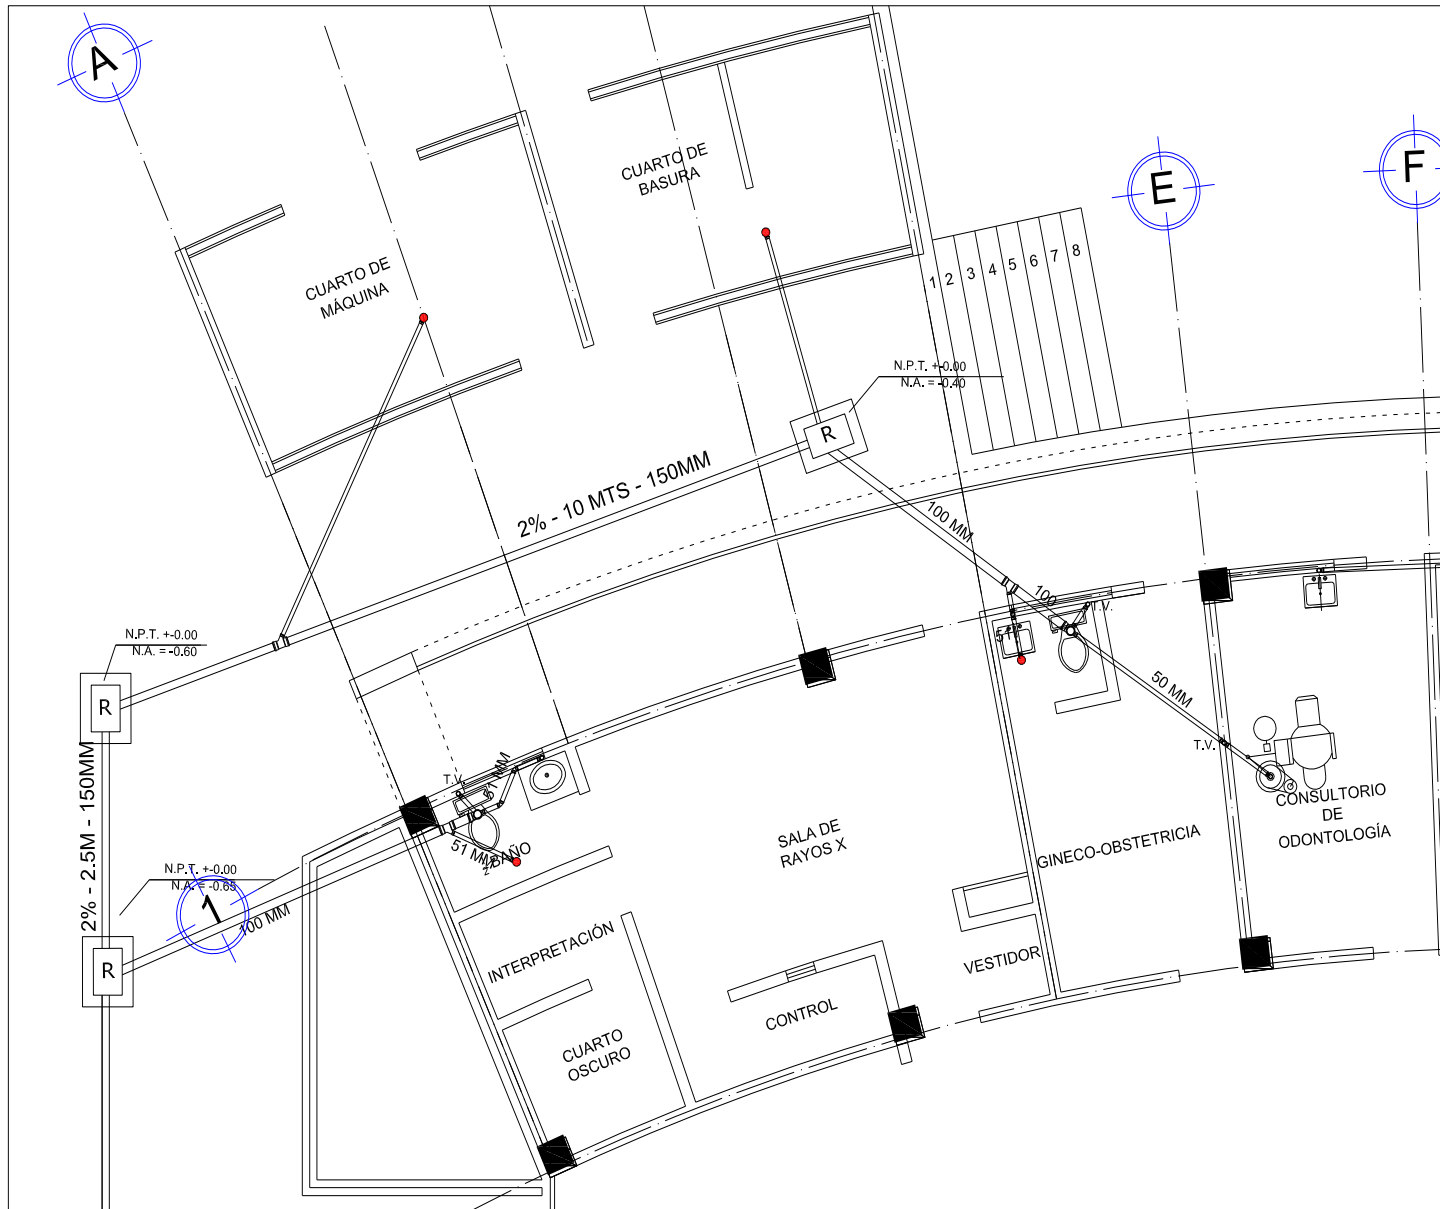 A
CUARTO DE
BASURA
E
F
CUARTO DE
MÁQUINA
1
2
3
4
5
6
7
8
N.P.T. +-0.00
N.A. = -0.40
R
2% - 10 MTS - 150MM
100 MM
100
T.V.
51
N.P.T. +-0.00
N.A. = -0.60
R
50 MM
T.V.
2% - 2.5M - 150MM
T.V.
51 MM
51 MM
BAÑO
CONSULTORIO
DE
ODONTOLOGÍA
SALA DE
RAYOS X
GINECO-OBSTETRICIA
N.P.T. +-0.00
N.A. = -0.65
1
100 MM
R
INTERPRETACIÓN
VESTIDOR
CONTROL
CUARTO
OSCURO